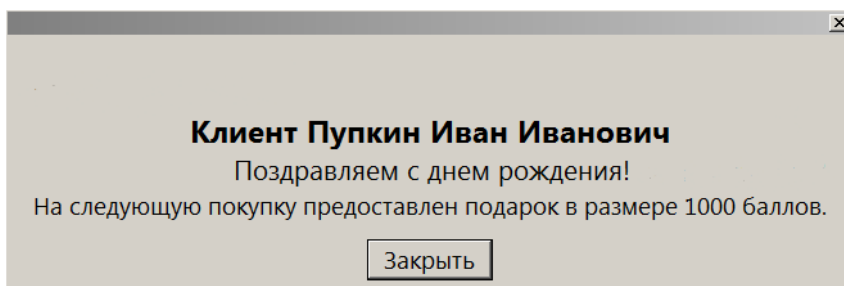 Клиент Пупкин Иван Иванович
Поздравляем с днем рождения!
На следующую покупку предоставлен подарок в размере 1000 баллов.
Закрыть